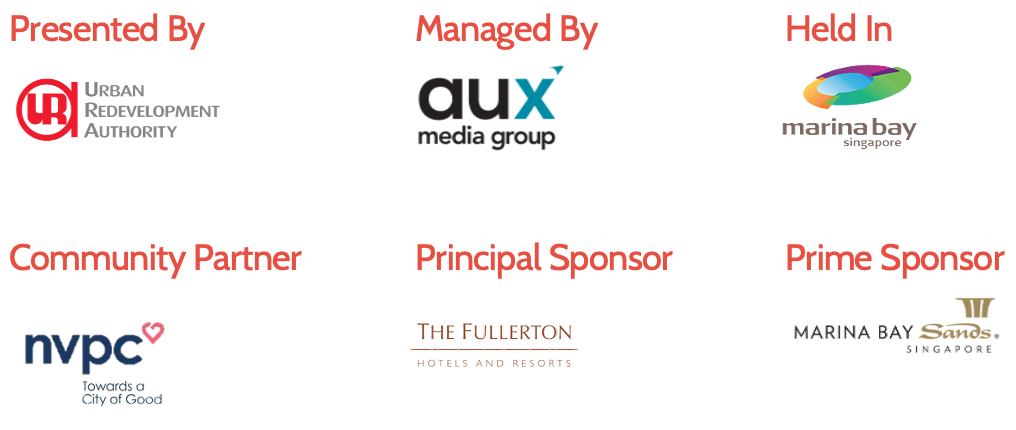 Presented By
Managed By
Held In
UR
URBAN
REDEVELOPMENT
AUTHORITY
aux
media group
marina bay
singapore
Community Partner
Principal Sponsor
Prime Sponsor
nvpc
Towards a
City of Good
THE FULLERTON
HOTELS AND RESORTS
MARINA BAY Sands®
SINGAPORE